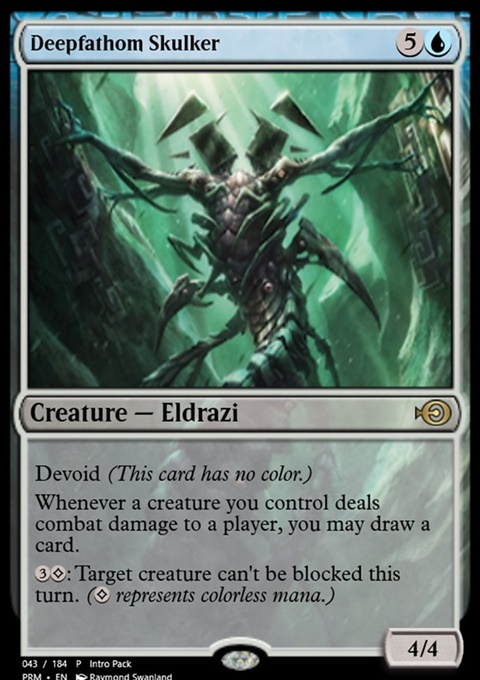 Deepfathom Skulker 5
Creature — Eldrazi
Devoid (This card has no color.)
Whenever a creature you control deals
combat damage to a player, you may draw a
card.
3: Target creature can't be blocked this
turn. ( represents colorless mana.)
4/4
043 / 184 P Intro Pack
PRM • EN Raymond Swanland